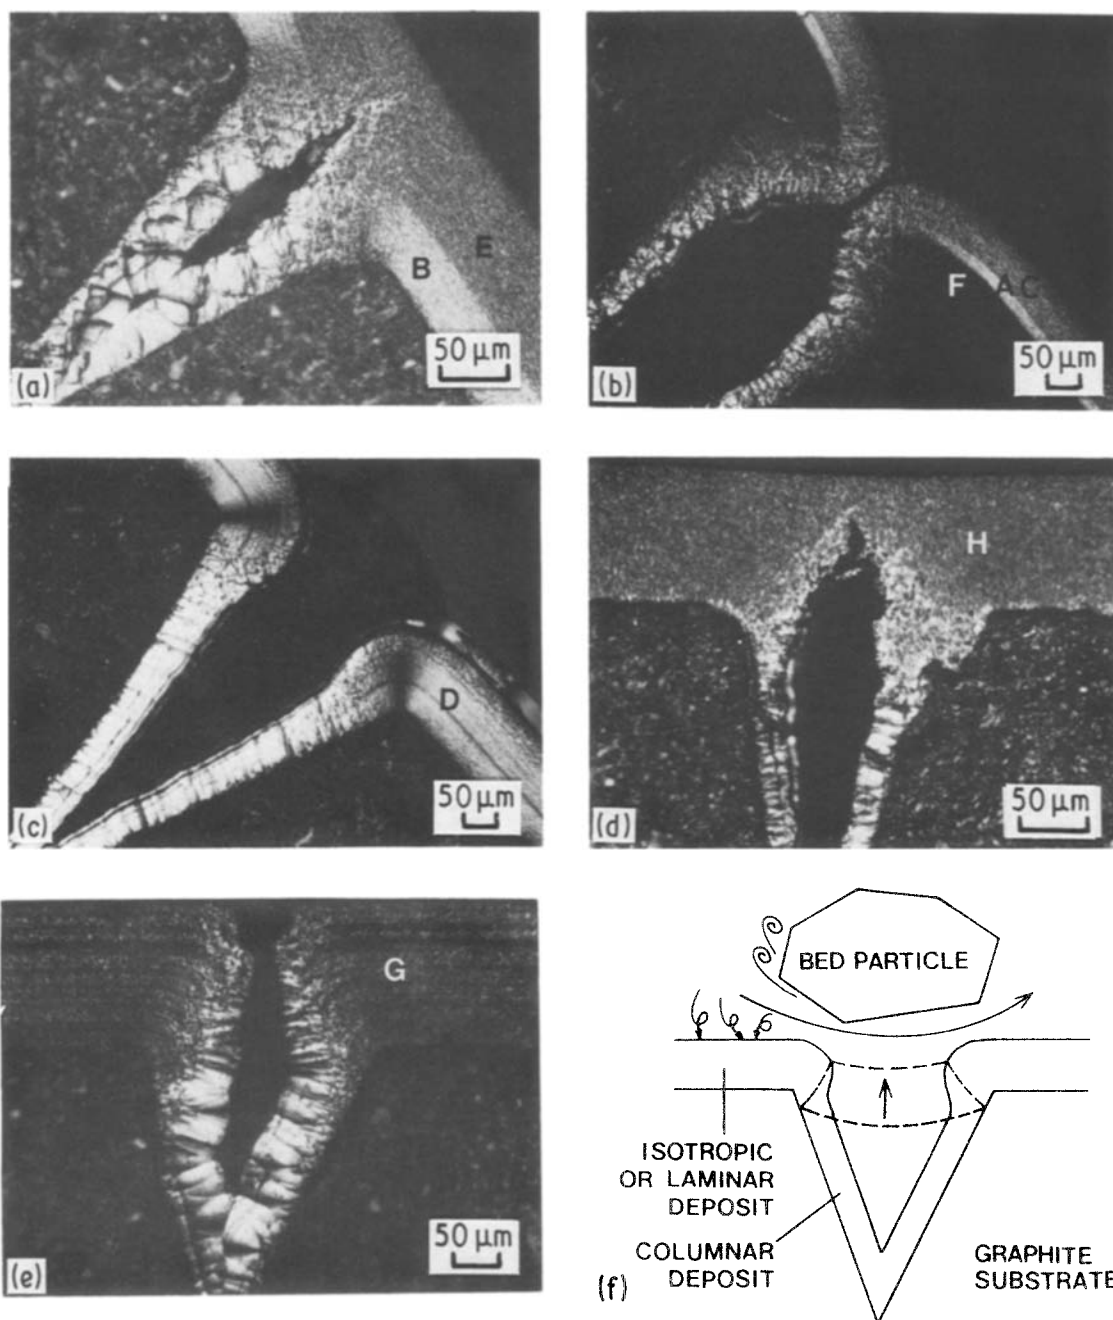 B
E
50 μm
(a)
F
A C
50 μm
(b)
D
50 μm
(c)
H
50 μm
(d)
G
50 μm
(e)
BED PARTICLE
ISOTROPIC
OR LAMINAR
DEPOSIT
COLUMNAR
DEPOSIT
GRAPHITE
SUBSTRATE
(f)